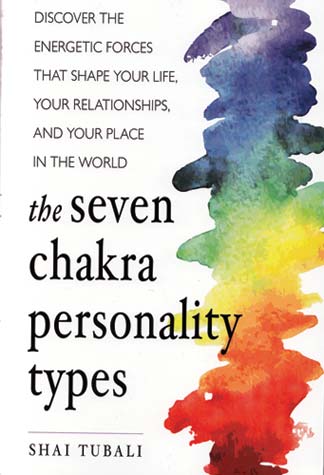 DISCOVER THE
ENERGETIC FORCES
THAT SHAPE YOUR LIFE,
YOUR RELATIONSHIPS,
AND YOUR PLACE
IN THE WORLD
the seven
chakra
personality
types
SHAI TUBALI